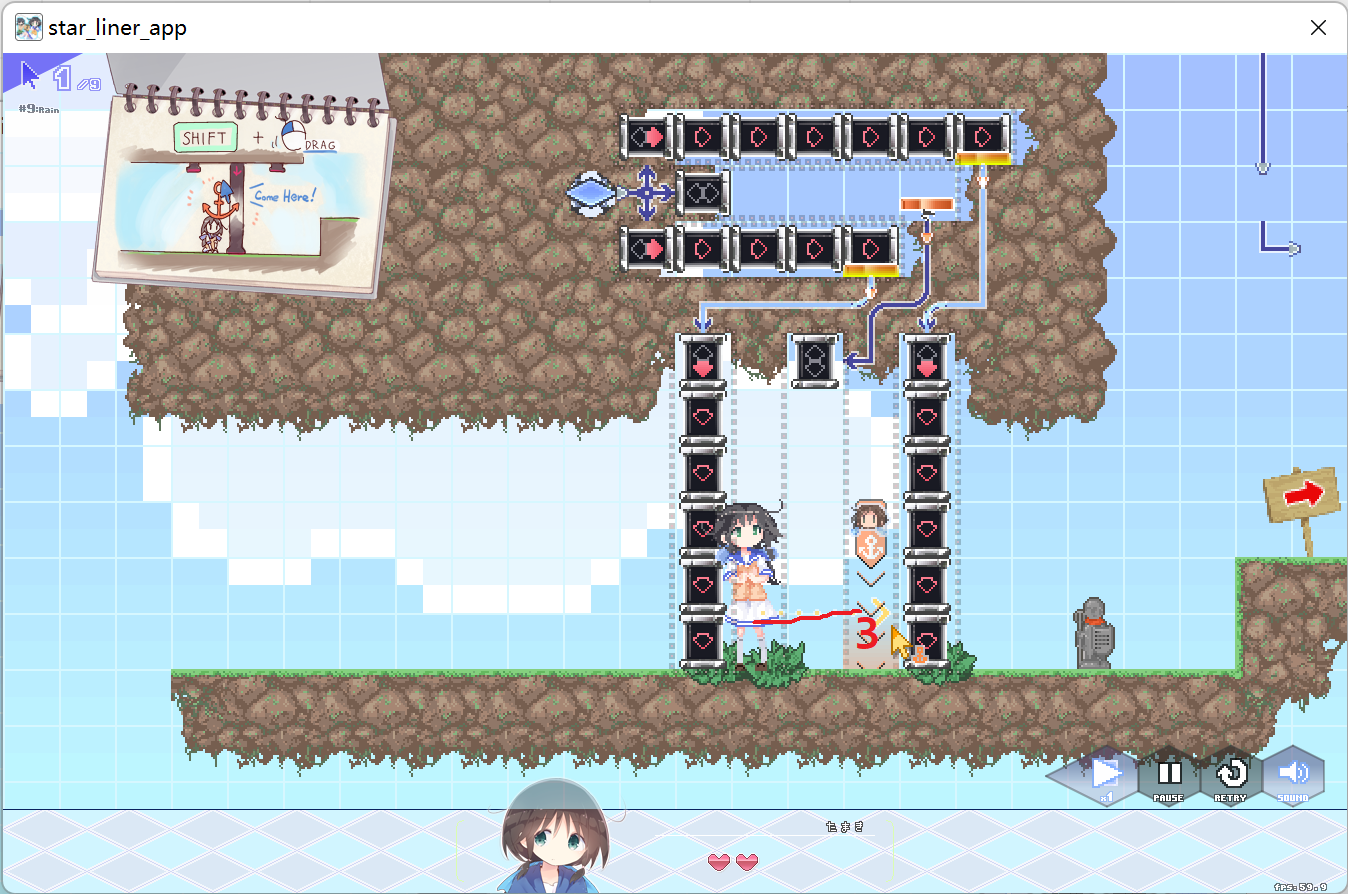 star_liner_app
1/9
#9:Rain
SHIFT + DRAG
Come Here!
3
x1
PAUSE
RETRY
SOUND
たまき
frs:59.9